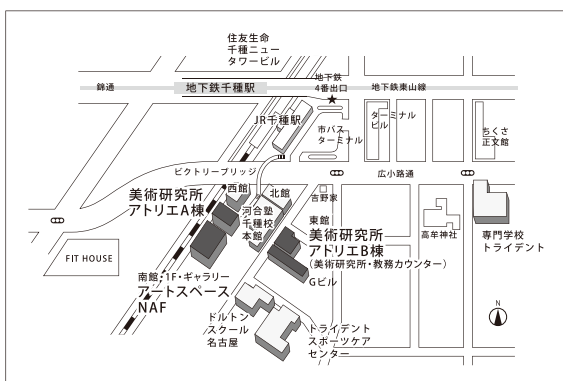 住友生命
千種ニュー
タワービル
錦通
地下鉄千種駅
地下鉄
4番出口
地下鉄東山線
JR千種駅
市バス
ターミナル
ターミナル
ビル
ちくさ
正文館
ビクトリーブリッジ
広小路通
西館
北館
吉野家
美術研究所
アトリエA棟
河合塾
千種校
本館
東館
美術研究所
アトリエB棟
(美術研究所・教務カウンター)
高牟神社
専門学校
トライデント
FIT HOUSE
南館・1F・ギャラリー
アートスペース
NAF
Gビル
ドルトン
スクール
名古屋
トライデント
スポーツケア
センター
N